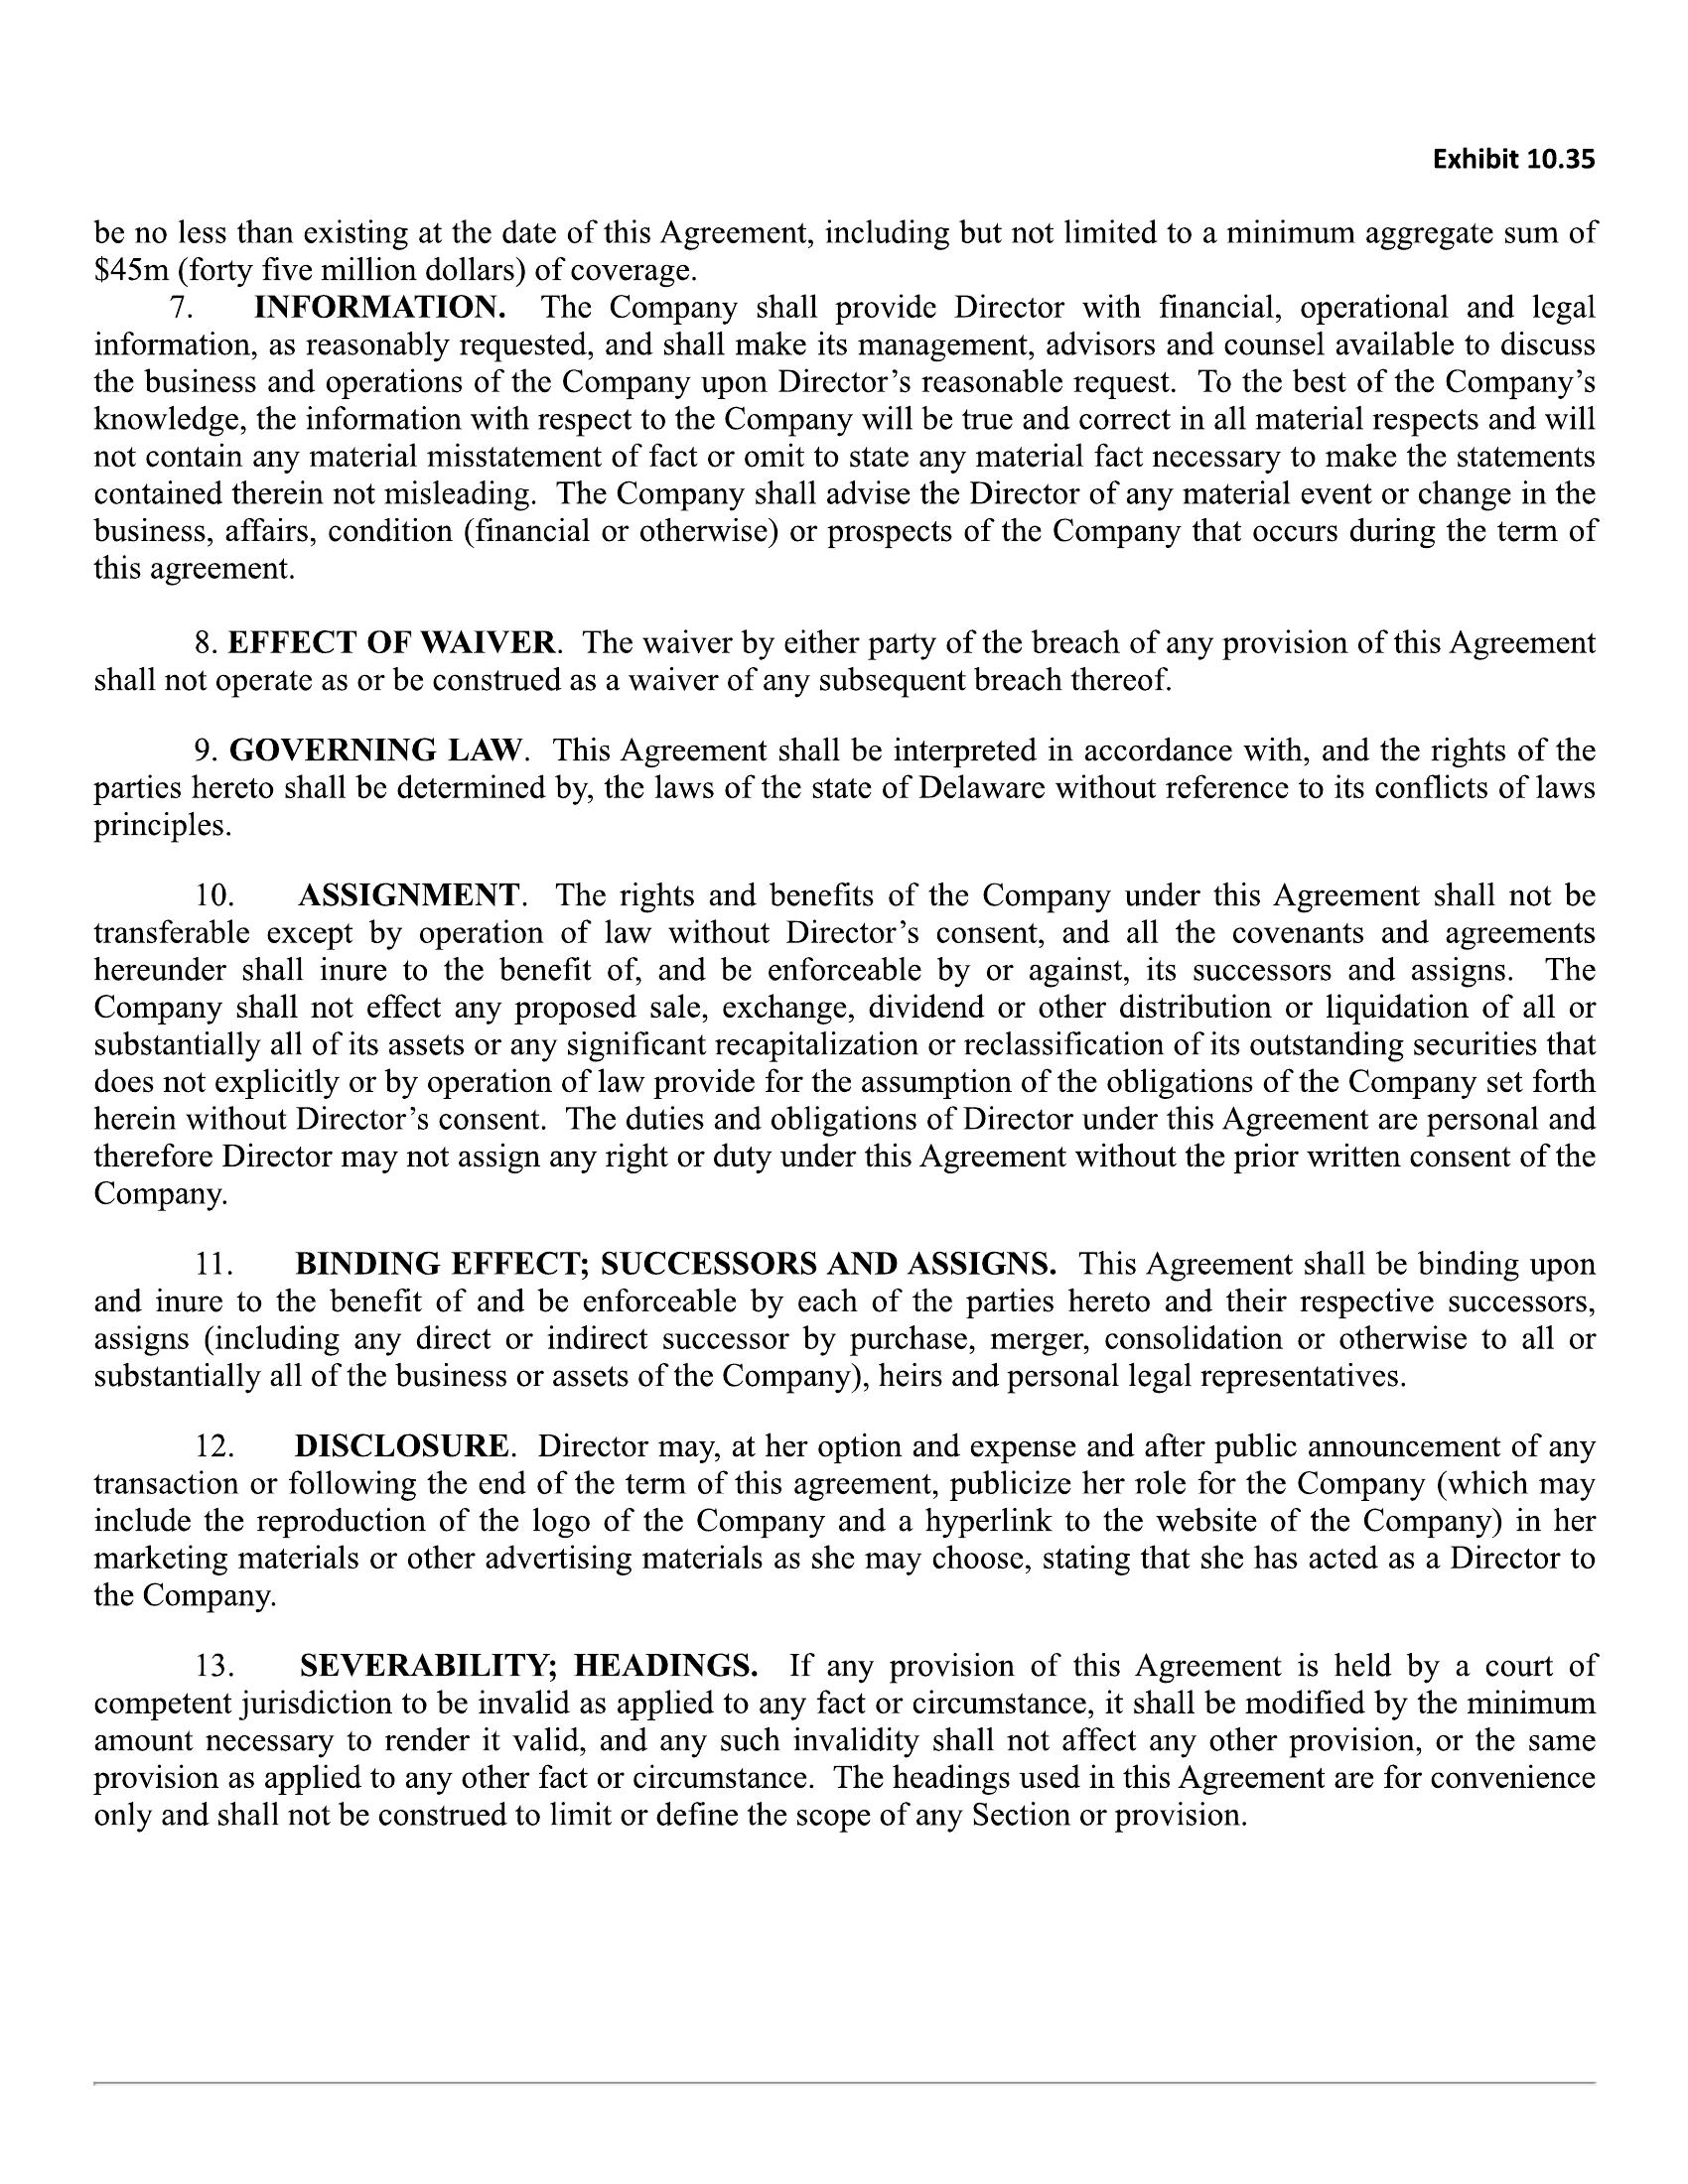 Exhibit 10.35
be no less than existing at the date of this Agreement, including but not limited to a minimum aggregate sum of
$45m (forty five million dollars) of coverage.
7. INFORMATION. The Company shall provide Director with financial, operational and legal
information, as reasonably requested, and shall make its management, advisors and counsel available to discuss
the business and operations of the Company upon Director’s reasonable request. To the best of the Company’s
knowledge, the information with respect to the Company will be true and correct in all material respects and will
not contain any material misstatement of fact or omit to state any material fact necessary to make the statements
contained therein not misleading. The Company shall advise the Director of any material event or change in the
business, affairs, condition (financial or otherwise) or prospects of the Company that occurs during the term of
this agreement.
8. EFFECT OF WAIVER. The waiver by either party of the breach of any provision of this Agreement
shall not operate as or be construed as a waiver of any subsequent breach thereof.
9. GOVERNING LAW. This Agreement shall be interpreted in accordance with, and the rights of the
parties hereto shall be determined by, the laws of the state of Delaware without reference to its conflicts of laws
principles.
10. ASSIGNMENT. The rights and benefits of the Company under this Agreement shall not be
transferable except by operation of law without Director’s consent, and all the covenants and agreements
hereunder shall inure to the benefit of, and be enforceable by or against, its successors and assigns. The
Company shall not effect any proposed sale, exchange, dividend or other distribution or liquidation of all or
substantially all of its assets or any significant recapitalization or reclassification of its outstanding securities that
does not explicitly or by operation of law provide for the assumption of the obligations of the Company set forth
herein without Director’s consent. The duties and obligations of Director under this Agreement are personal and
therefore Director may not assign any right or duty under this Agreement without the prior written consent of the
Company.
11. BINDING EFFECT; SUCCESSORS AND ASSIGNS. This Agreement shall be binding upon
and inure to the benefit of and be enforceable by each of the parties hereto and their respective successors,
assigns (including any direct or indirect successor by purchase, merger, consolidation or otherwise to all or
substantially all of the business or assets of the Company), heirs and personal legal representatives.
12. DISCLOSURE. Director may, at her option and expense and after public announcement of any
transaction or following the end of the term of this agreement, publicize her role for the Company (which may
include the reproduction of the logo of the Company and a hyperlink to the website of the Company) in her
marketing materials or other advertising materials as she may choose, stating that she has acted as a Director to
the Company.
13. SEVERABILITY; HEADINGS. If any provision of this Agreement is held by a court of
competent jurisdiction to be invalid as applied to any fact or circumstance, it shall be modified by the minimum
amount necessary to render it valid, and any such invalidity shall not affect any other provision, or the same
provision as applied to any other fact or circumstance. The headings used in this Agreement are for convenience
only and shall not be construed to limit or define the scope of any Section or provision.